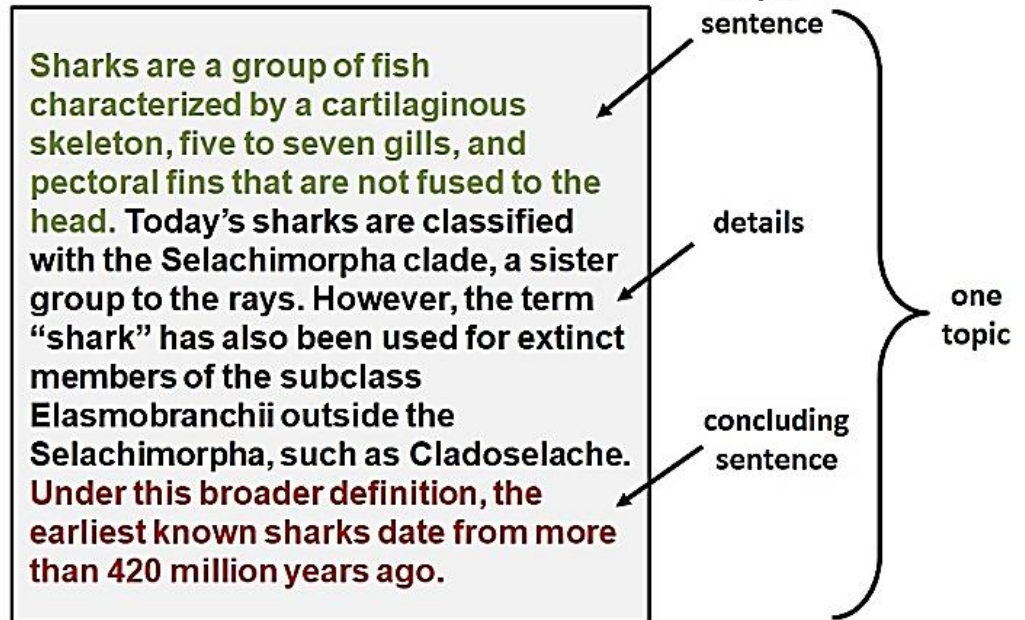 sentence
Sharks are a group of fish
characterized by a cartilaginous
skeleton, five to seven gills, and
pectoral fins that are not fused to the
head. Today's sharks are classified
with the Selachimorpha clade, a sister
group to the rays. However, the term
“shark” has also been used for extinct
members of the subclass
Elasmobranchii outside the
Selachimorpha, such as Cladoselache.
Under this broader definition, the
earliest known sharks date from more
than 420 million years ago.
details
concluding
sentence
one
topic